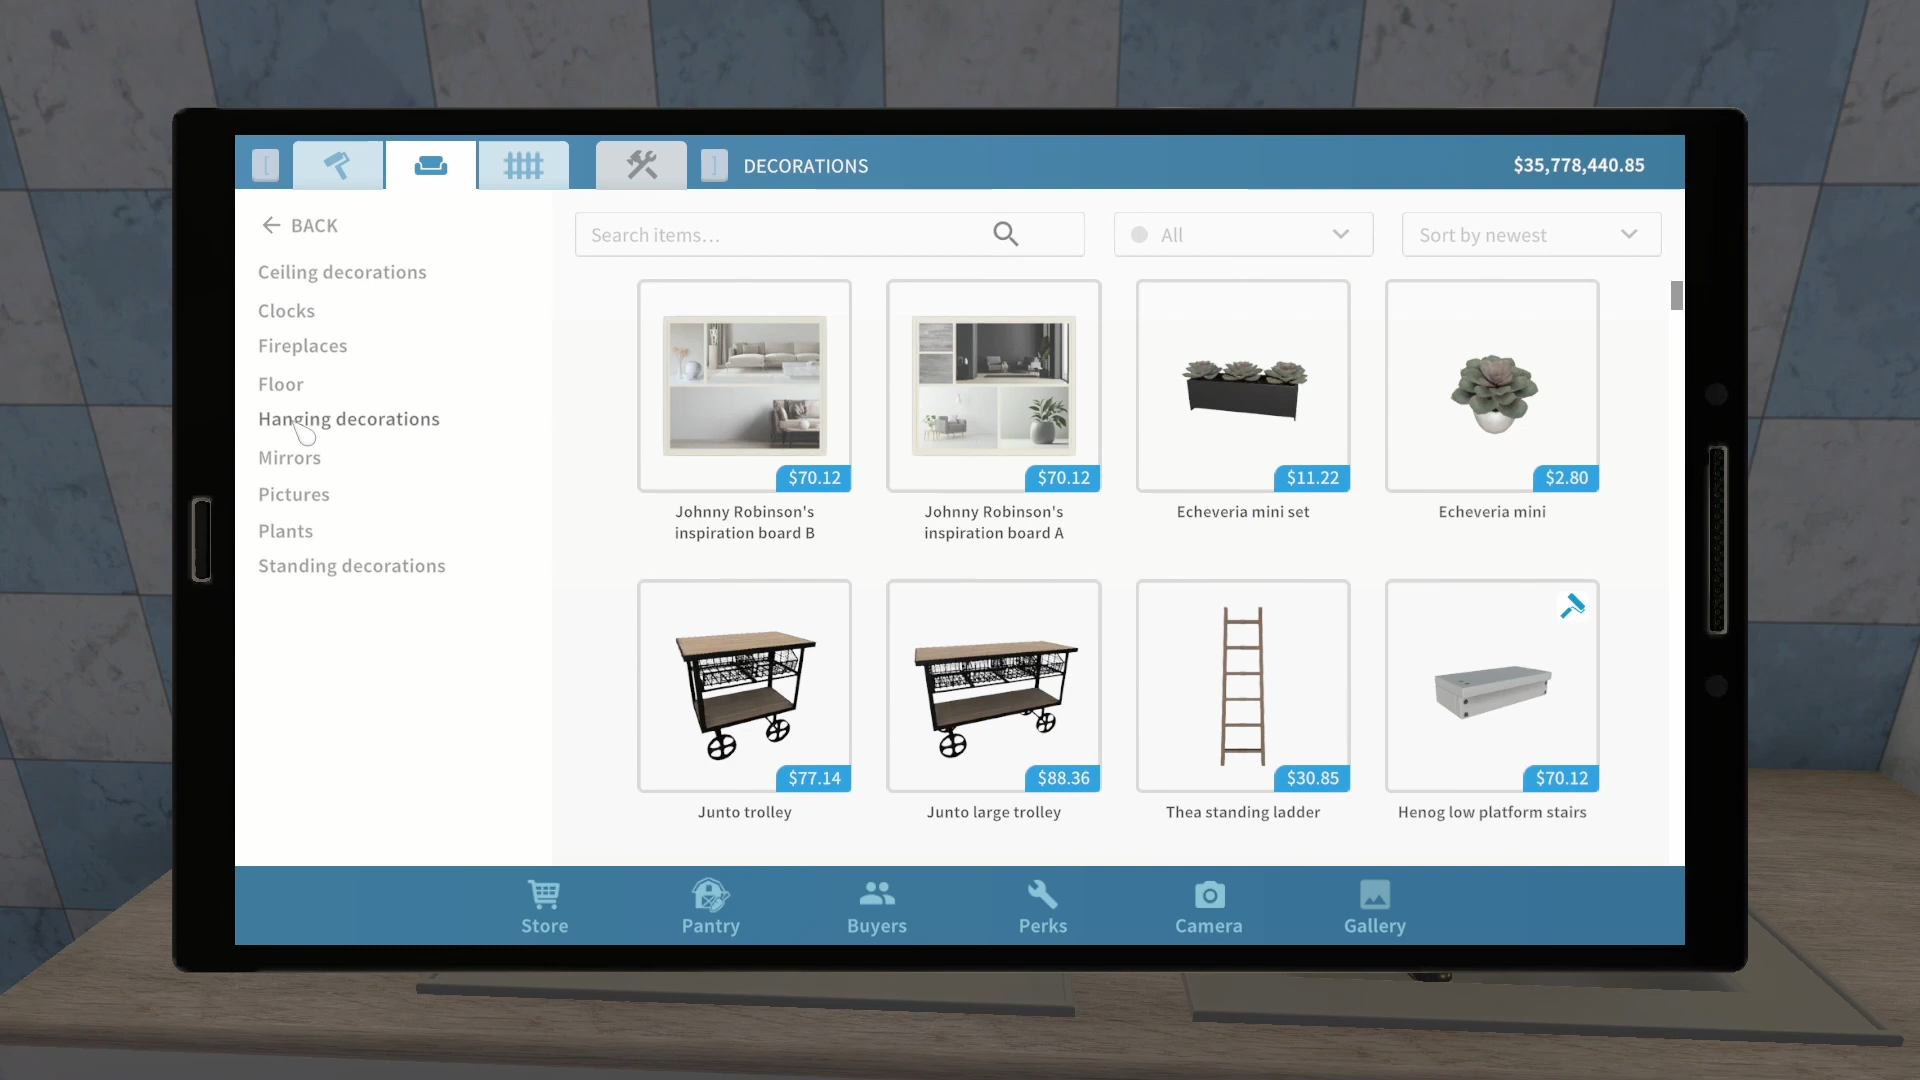 [
]
DECORATIONS
$35,778,440.85
BACK
Ceiling decorations
Clocks
Fireplaces
Floor
Hanging decorations
Mirrors
Pictures
Plants
Standing decorations
Search items...
All
Sort by newest
$70.12
$70.12
$11.22
$2.80
Johnny Robinson's
inspiration board B
Johnny Robinson's
inspiration board A
Echeveria mini set
Echeveria mini
$77.14
$88.36
$30.85
$70.12
Junto trolley
Junto large trolley
Thea standing ladder
Henog low platform stairs
Store
Pantry
Buyers
Perks
Camera
Gallery